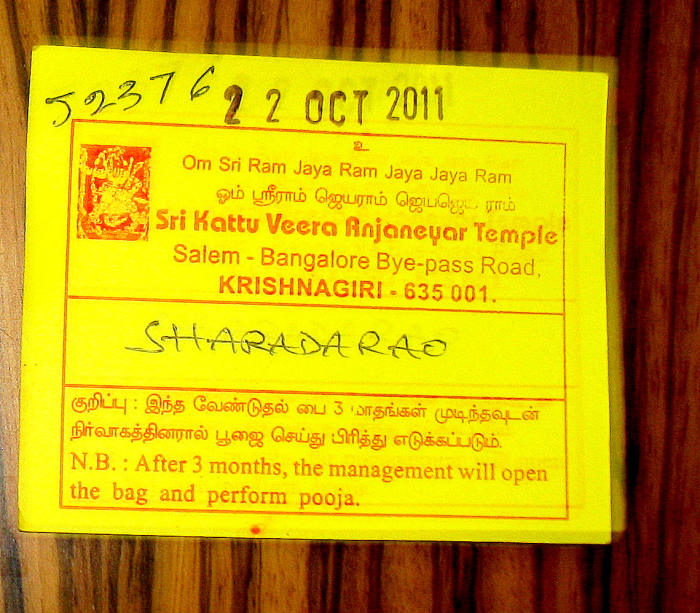 52376 22 OCT 2011
உ
Om Sri Ram Jaya Ram Jaya Jaya Ram
ஓம் ஸ்ரீராம் ஜெயராம் ஜெயஜெய ராம்
Sri Kattu Veera Anjaneyar Temple
Salem - Bangalore Bye-pass Road,
KRISHNAGIRI - 635 001.
SHARADA RAO
குறிப்பு : இந்த வேண்டுதல் பை 3 மாதங்கள் முடிந்தவுடன்
நிர்வாகத்தினரால் பூஜை செய்து பிரித்து எடுக்கப்படும்.
N.B. : After 3 months, the management will open
the bag and perform pooja.